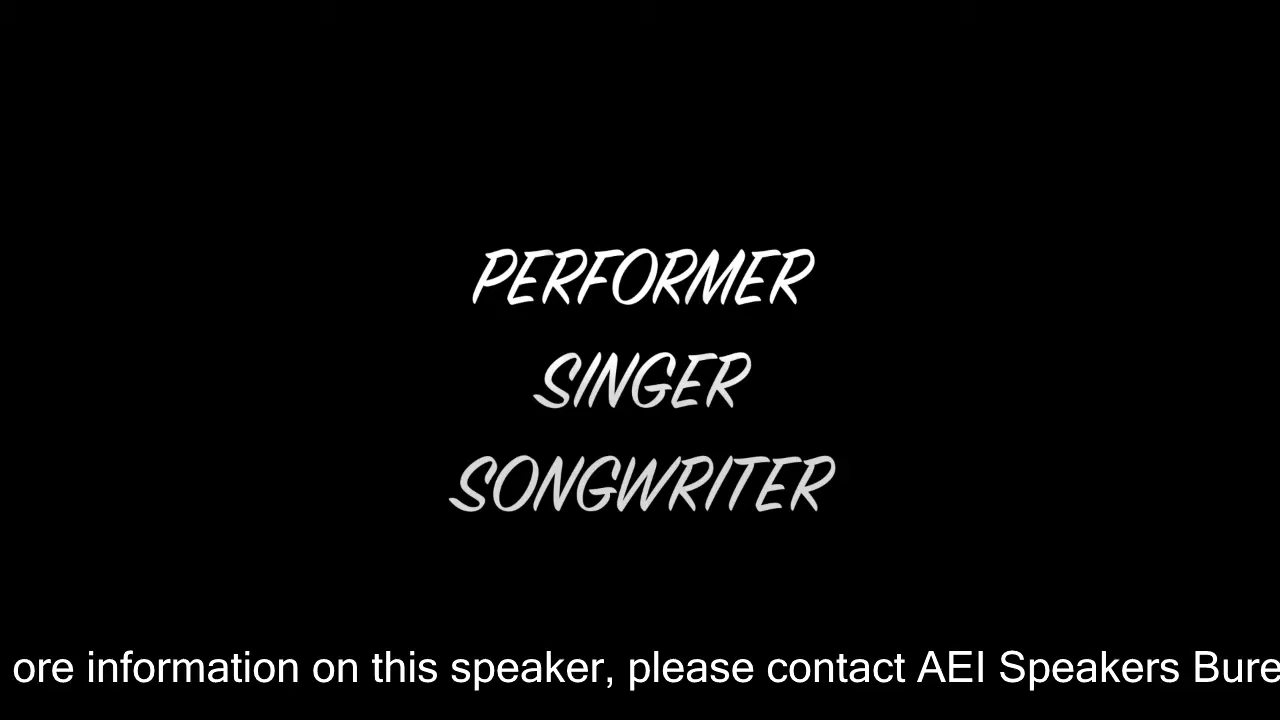 PERFORMER
SINGER
SONGWRITER
ore information on this speaker, please contact AEI Speakers Bure